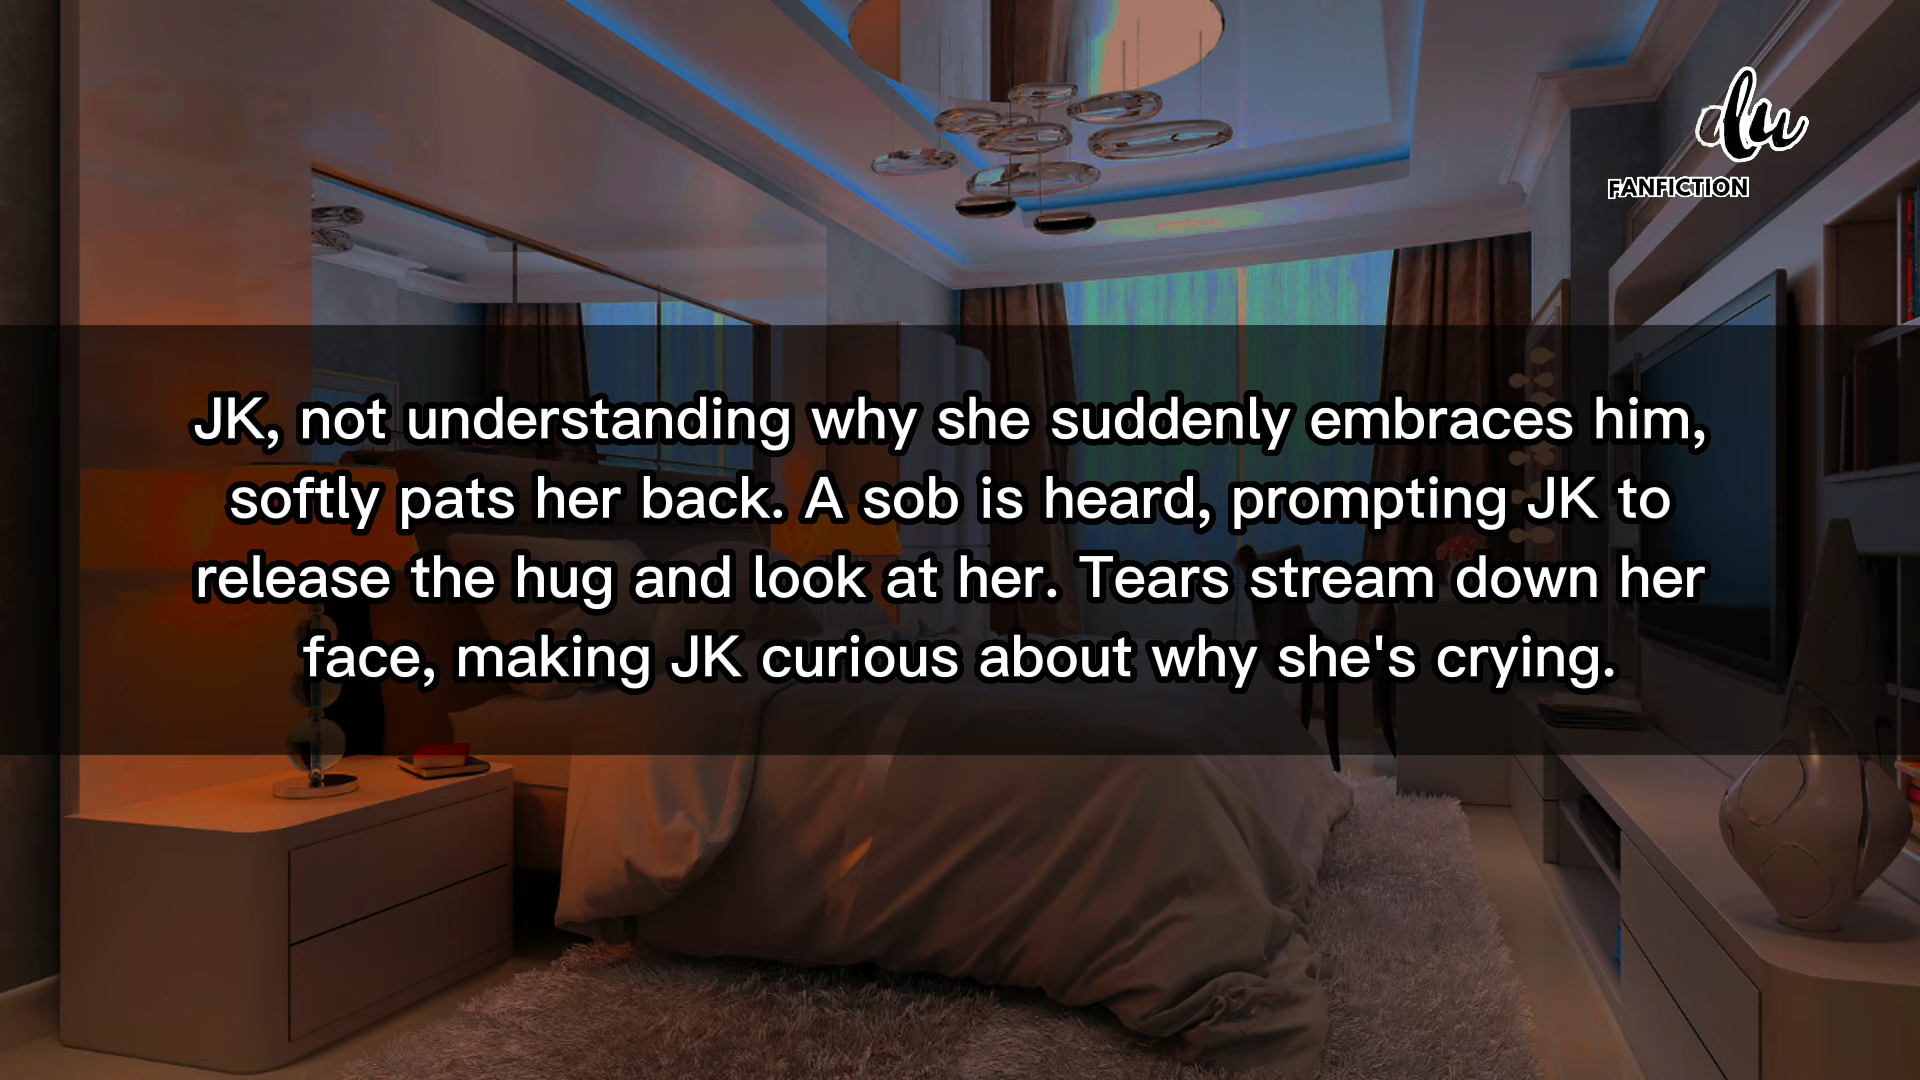 du
FANFICTION
JK, not understanding why she suddenly embraces him,
softly pats her back. A sob is heard, prompting JK to
release the hug and look at her. Tears stream down her
face, making JK curious about why she's crying.